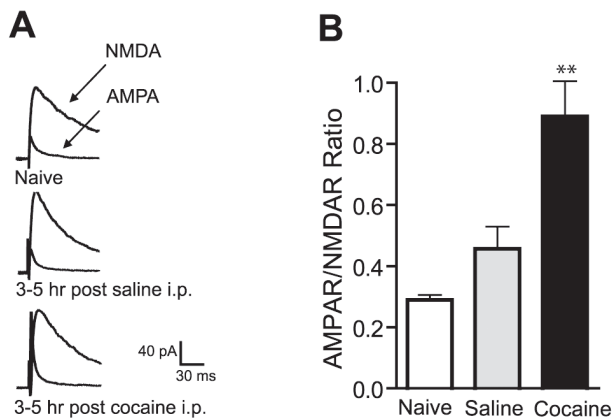 A
NMDA
AMPA
Naive
3-5 hr post saline i.p.
40 pA
30 ms
3-5 hr post cocaine i.p.
B
AMPAR/NMDAR Ratio
1.0
0.8
0.6
0.4
0.2
0.0
**
Naive Saline Cocaine